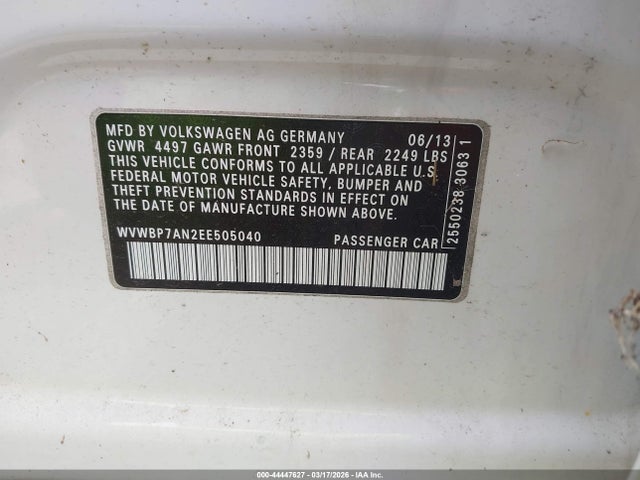 MFD BY VOLKSWAGEN AG GERMANY 06/13
GVWR 4497 GAWR FRONT 2359 / REAR 2249 LBS
THIS VEHICLE CONFORMS TO ALL APPLICABLE U.S.
FEDERAL MOTOR VEHICLE SAFETY, BUMPER AND
THEFT PREVENTION STANDARDS IN EFFECT ON
THE DATE OF MANUFACTURE SHOWN ABOVE.
WVWBP7AN2EE505040 PASSENGER CAR
2550238 3063 1
000-44447627 - 03/17/2026 - IAA Inc.